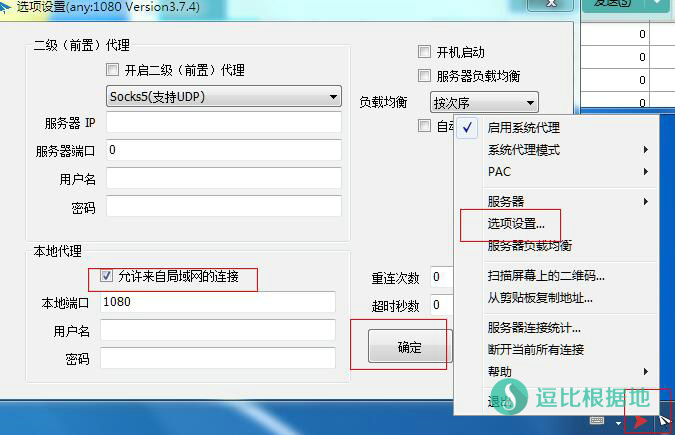 选项设置(any:1080 Version3.7.4)
二级（前置）代理
开启二级（前置）代理
Socks5(支持UDP)
服务器 IP
服务器端口 0
用户名
密码
本地代理
允许来自局域网的连接
本地端口 1080
用户名
密码
开机启动
服务器负载均衡
负载均衡 按次序
自动
重连次数 0
超时秒数 0
确定
发送(S)
0
0
0
0
启用系统代理
系统代理模式
PAC
服务器
选项设置...
服务器负载均衡
扫描屏幕上的二维码...
从剪贴板复制地址...
服务器连接统计...
断开当前所有连接
帮助
退
逗比根据地